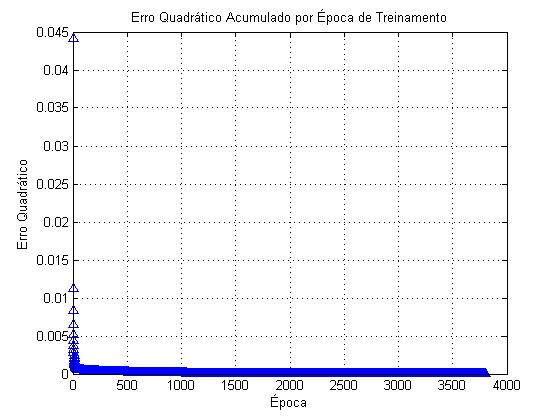 Erro Quadrático Acumulado por Época de Treinamento
0.045
0.04
0.035
0.03
0.025
0.02
0.015
0.01
0.005
0
Erro Quadrático
0 500 1000 1500 2000 2500 3000 3500 4000
Época